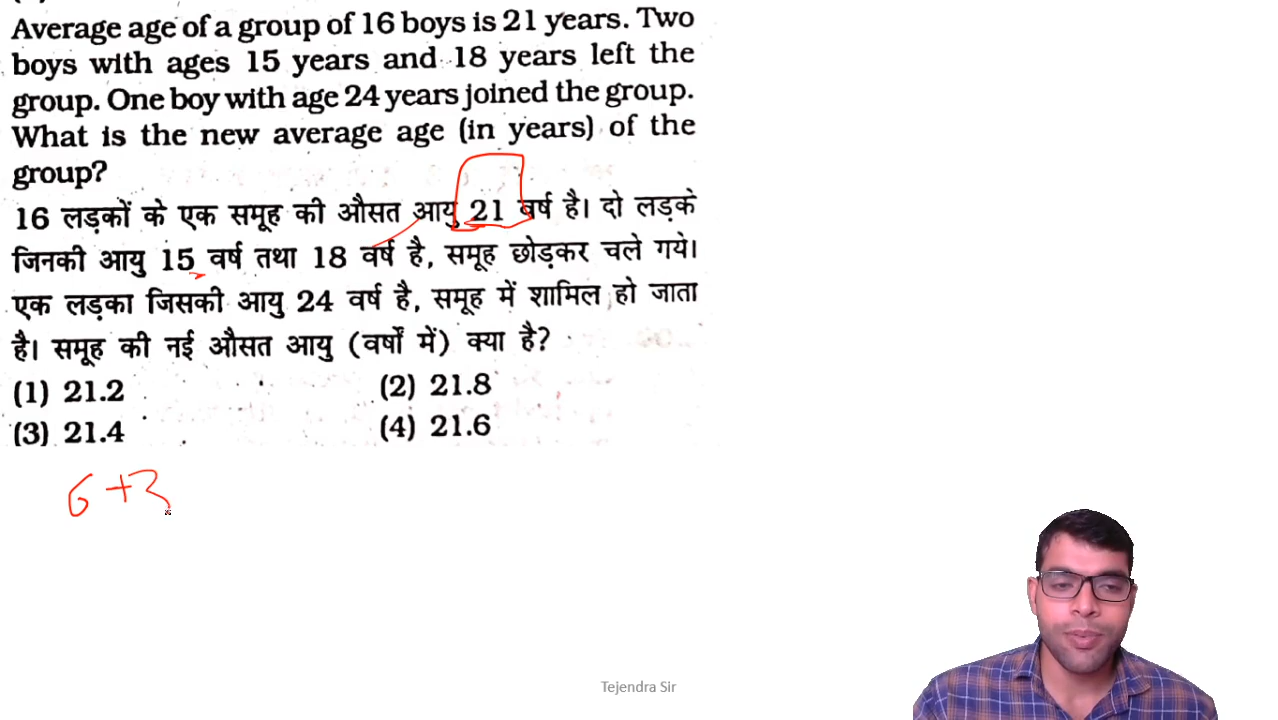 Average age of a group of 16 boys is 21 years. Two
boys with ages 15 years and 18 years left the
group. One boy with age 24 years joined the group.
What is the new average age (in years) of the
group?
16 लड़कों के एक समूह की औसत आयु 21 वर्ष है। दो लड़के
जिनकी आयु 15 वर्ष तथा 18 वर्ष है, समूह छोड़कर चले गये।
एक लड़का जिसकी आयु 24 वर्ष है, समूह में शामिल हो जाता
है। समूह की नई औसत आयु (वर्षों में) क्या है?
(1) 21.2 (2) 21.8
(3) 21.4 (4) 21.6
6 + 3
Tejendra Sir